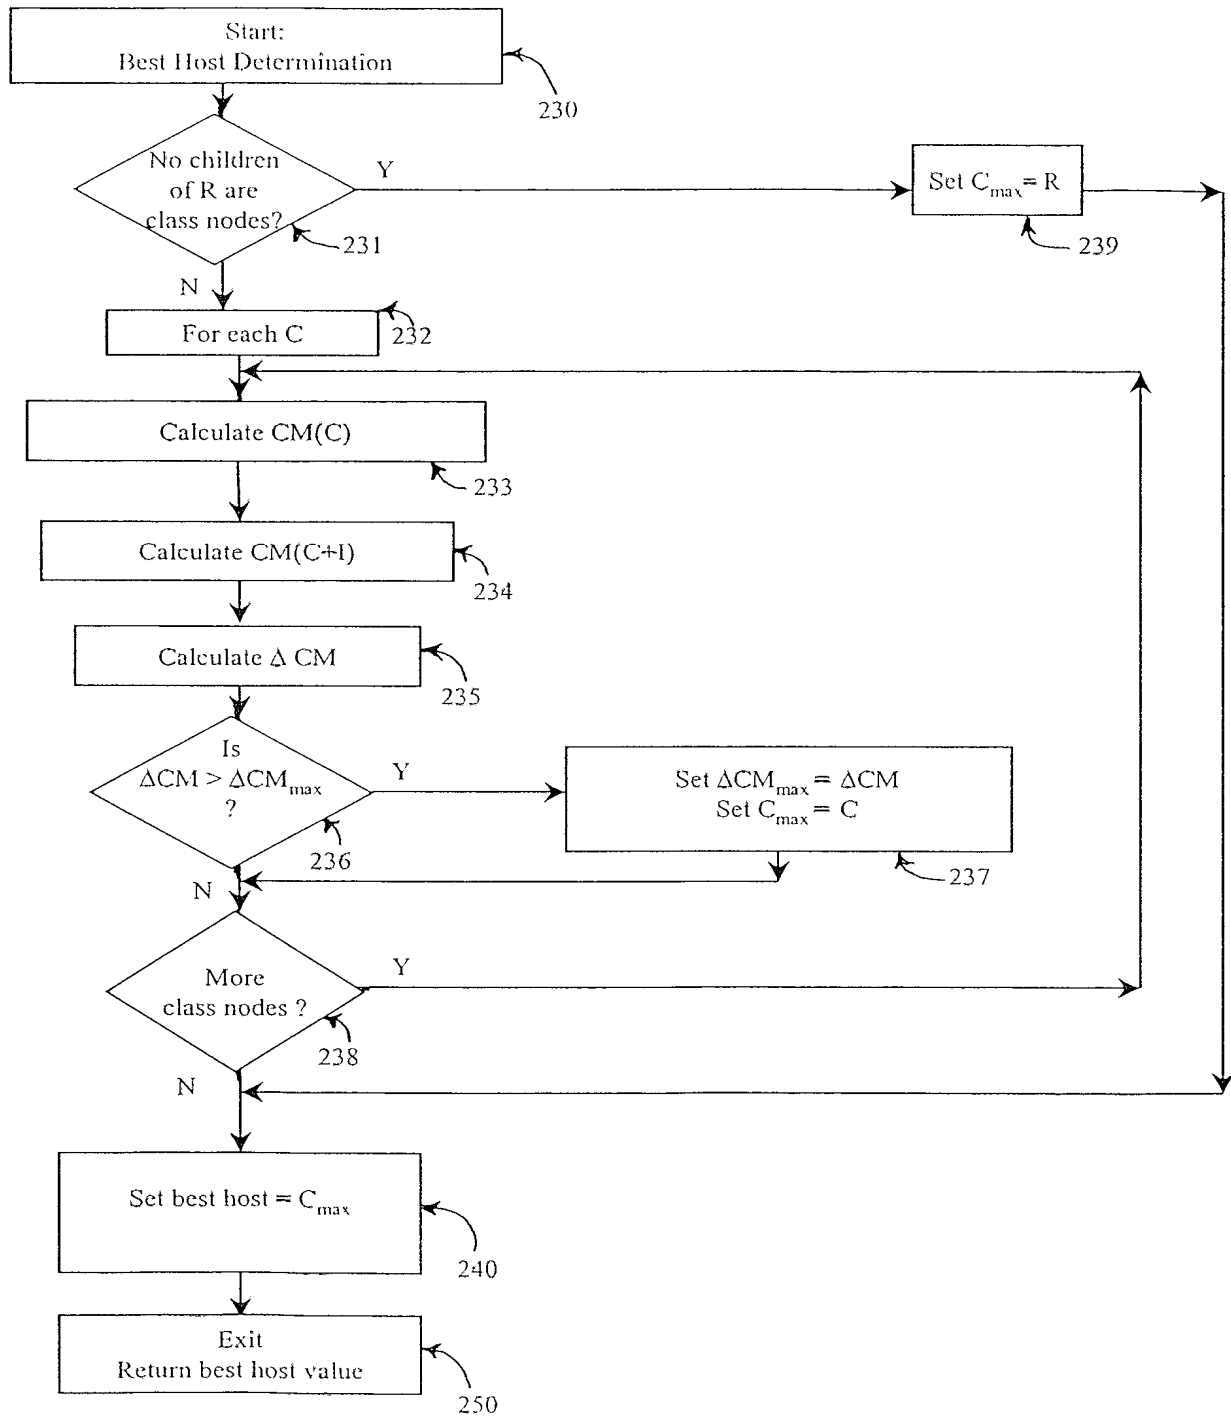 Start:
Best Host Determination
230
No children
of R are
class nodes?
Y
231
N
Set Cmax = R
239
For each C
232
Calculate CM(C)
233
Calculate CM(C+I)
234
Calculate Δ CM
235
Is
ΔCM > ΔCMmax
?
Y
236
N
Set ΔCMmax = ΔCM
Set Cmax = C
237
More
class nodes ?
Y
238
N
Set best host = Cmax
240
Exit
Return best host value
250